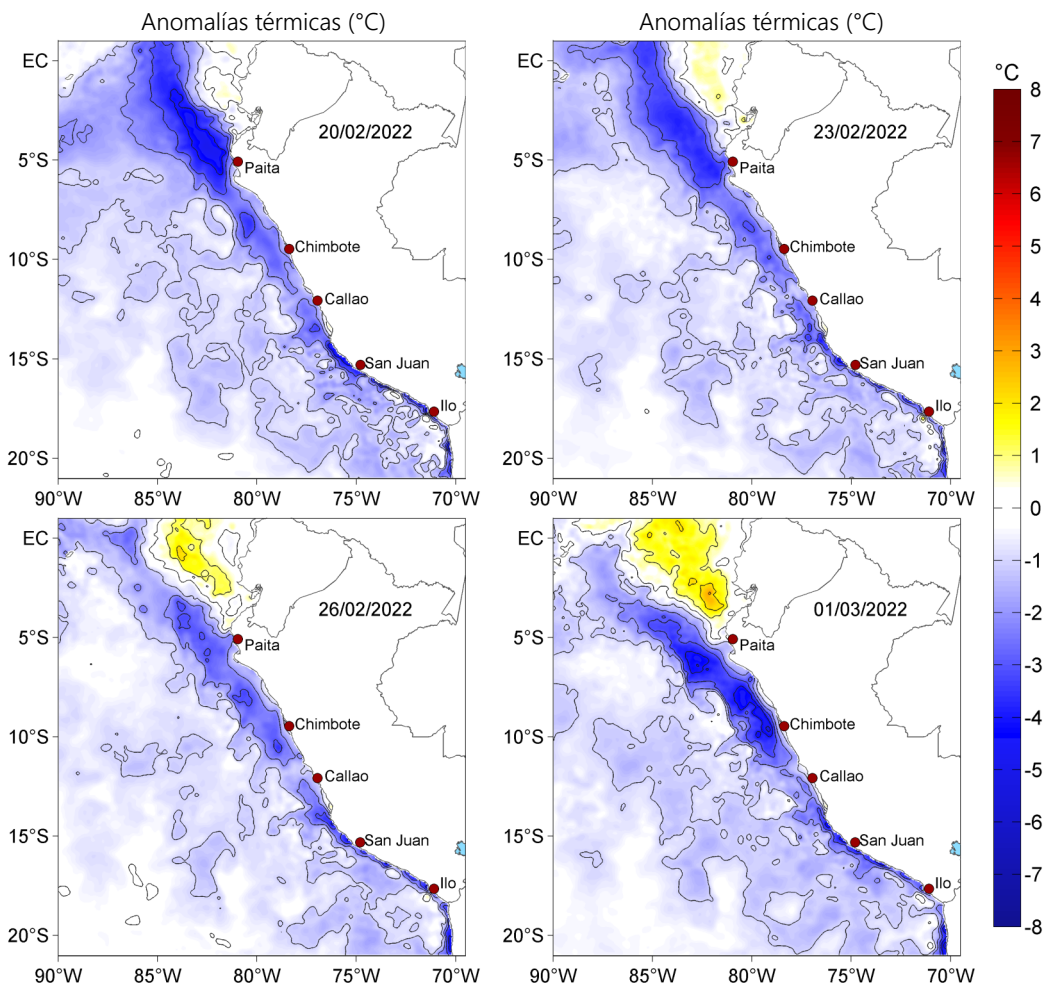 Anomalías térmicas (°C)
Anomalías térmicas (°C)
°C
EC
5°S
10°S
15°S
20°S
90°W
85°W
80°W
75°W
70°W
20/02/2022
Paita
Chimbote
Callao
San Juan
Ilo
EC
5°S
10°S
15°S
20°S
90°W
85°W
80°W
75°W
70°W
23/02/2022
Paita
Chimbote
Callao
San Juan
Ilo
8
7
6
5
4
3
2
1
0
-1
-2
-3
-4
-5
-6
-7
-8
EC
5°S
10°S
15°S
20°S
90°W
85°W
80°W
75°W
70°W
26/02/2022
Paita
Chimbote
Callao
San Juan
Ilo
EC
5°S
10°S
15°S
20°S
90°W
85°W
80°W
75°W
70°W
01/03/2022
Paita
Chimbote
Callao
San Juan
Ilo